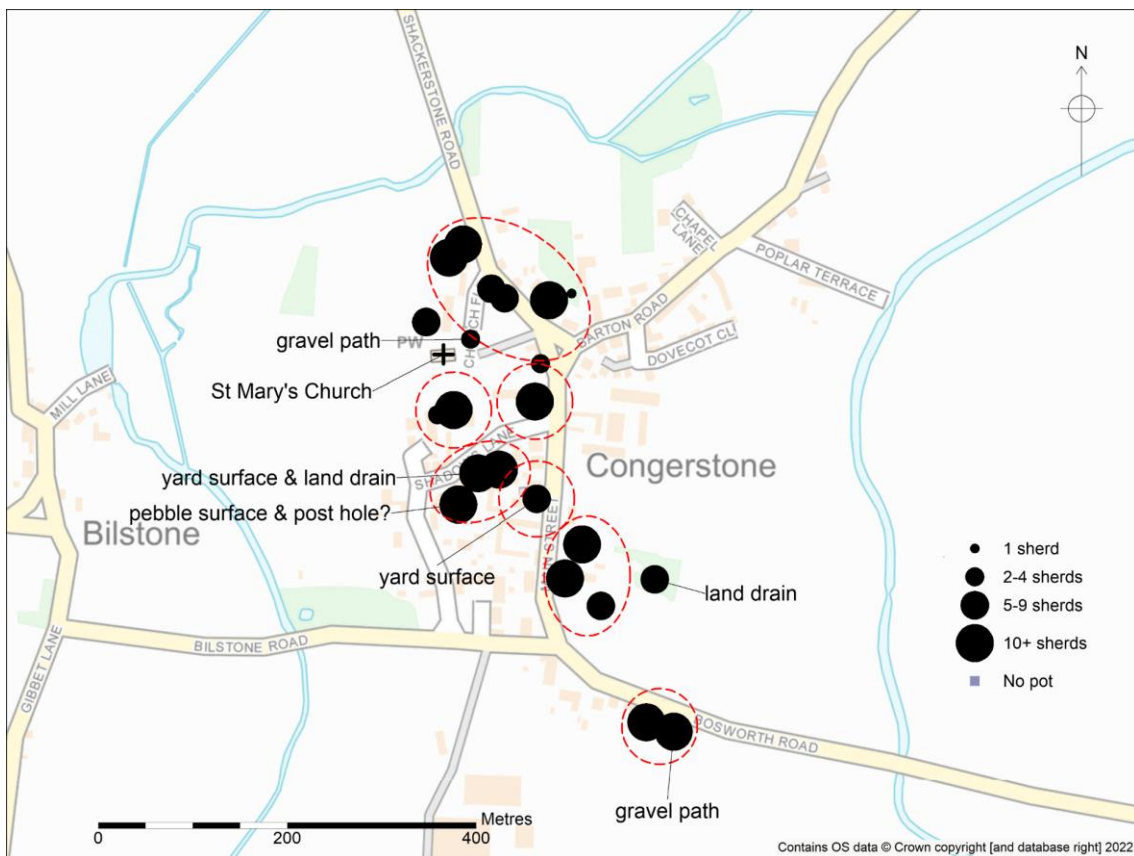 SHACKERSTONE ROAD
N
CHAPEL
LANE
POPLAR TERRACE
BARTON ROAD
DOVECOT CL
gravel path
PW
St Mary's Church
MILL LANE
SHADOWS LANE
yard surface & land drain
pebble surface & post hole?
Congerstone
Bilstone
yard surface
land drain
1 sherd
2-4 sherds
5-9 sherds
10+ sherds
No pot
BILSTONE ROAD
GIBBET LANE
BOSWORTH ROAD
gravel path
Metres
0
200
400
Contains OS data © Crown copyright [and database right] 2022